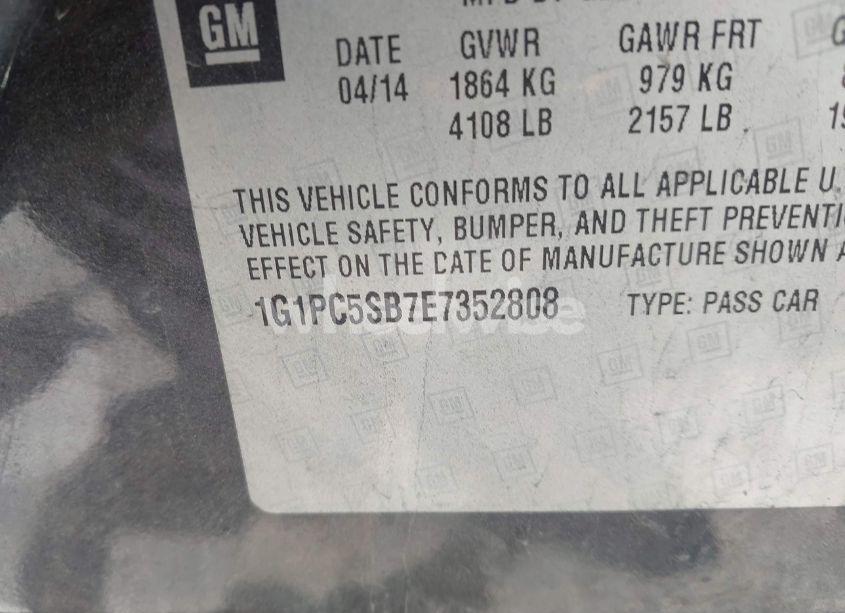 GM
DATE GVWR GAWR FRT
04/14 1864 KG 979 KG
4108 LB 2157 LB
THIS VEHICLE CONFORMS TO ALL APPLICABLE U.
VEHICLE SAFETY, BUMPER, AND THEFT PREVENTI
EFFECT ON THE DATE OF MANUFACTURE SHOWN A
1G1PC5SB7E7352808 TYPE: PASS CAR